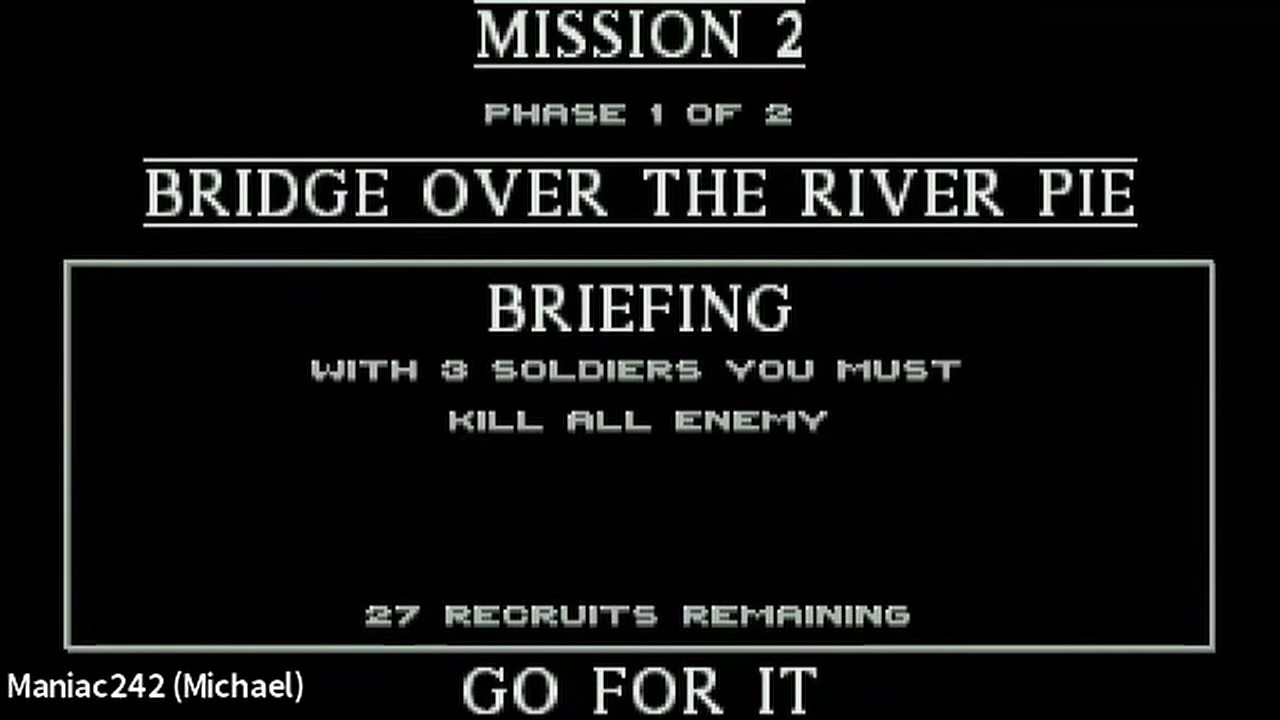 MISSION 2
PHASE 1 OF 2
BRIDGE OVER THE RIVER PIE
BRIEFING
WITH 3 SOLDIERS YOU MUST
KILL ALL ENEMY
27 RECRUITS REMAINING
Maniac242 (Michael)
GO FOR IT